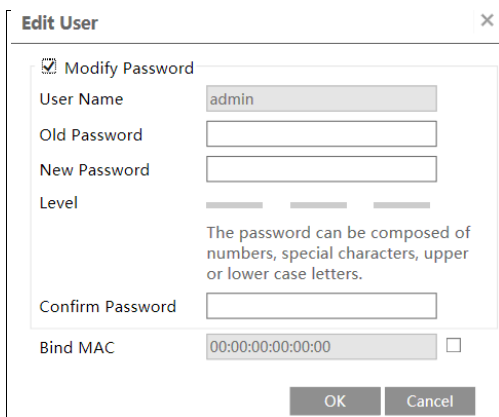 Edit User
Modify Password
User Name admin
Old Password
New Password
Level
The password can be composed of
numbers, special characters, upper
or lower case letters.
Confirm Password
Bind MAC 00:00:00:00:00:00
OK Cancel